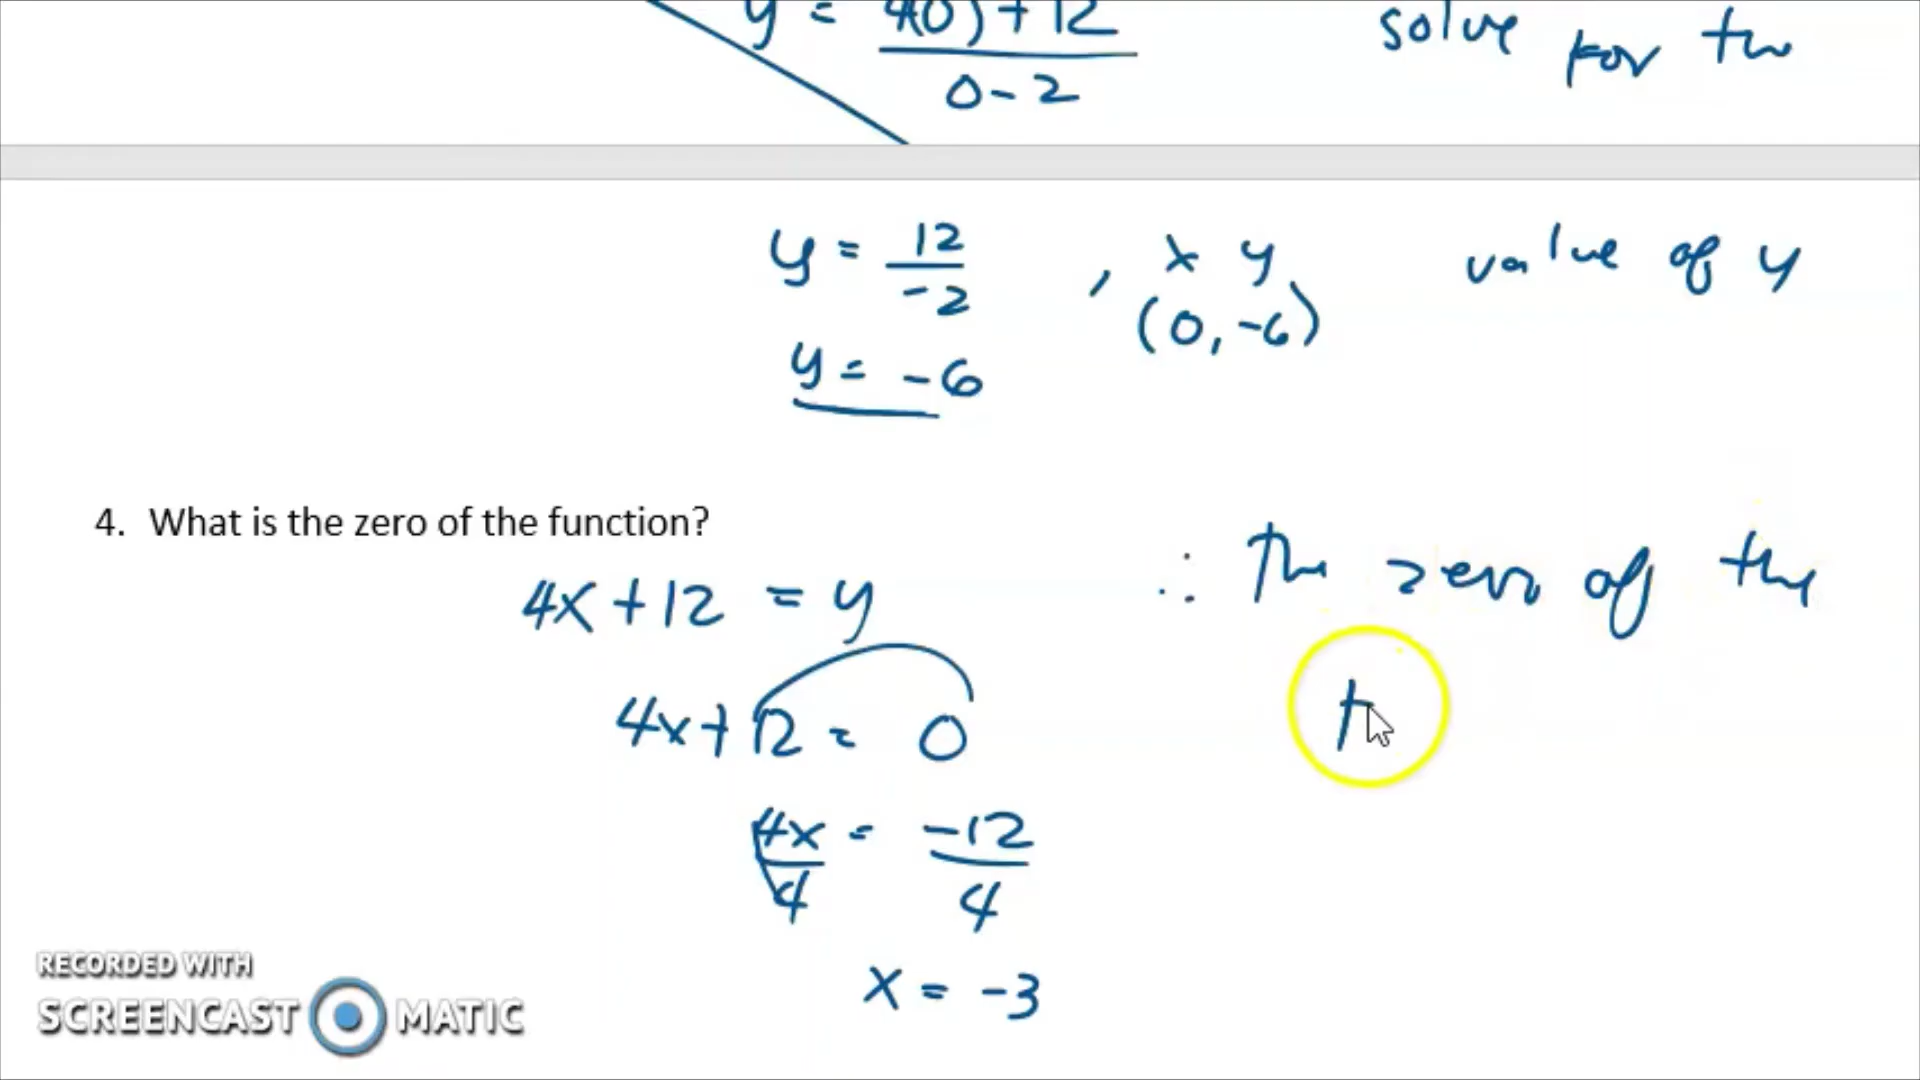 y = 4(0) + 12 solve for the
0 - 2
y = 12 , x y value of y
-2 (0, -6)
y = -6
4. What is the zero of the function?
4x + 12 = y ∴ The zero of the
4x + 12 = 0
4x = -12
4 4
x = -3
RECORDED WITH
SCREENCAST MATIC